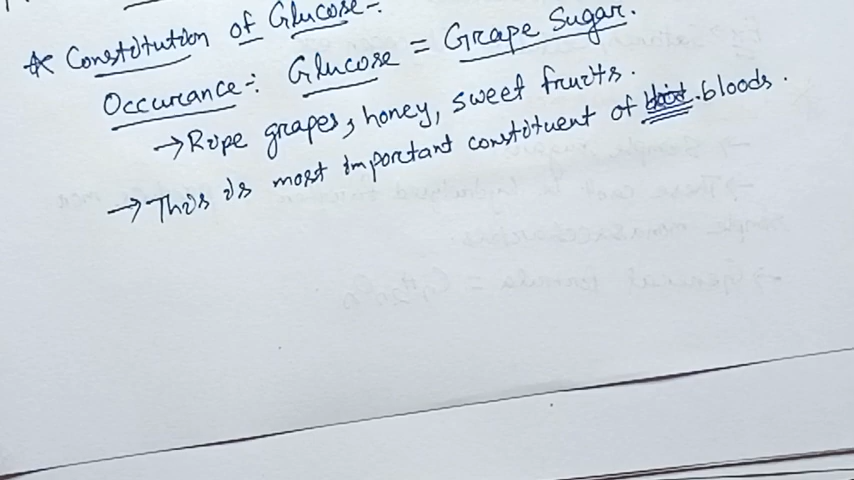 ☆ Constitution of Glucose-:
Occurance-: Glucose = Grape Sugar.
→ Ripe grapes, honey, sweet fruits.
→ This is most important constituent of bloods.